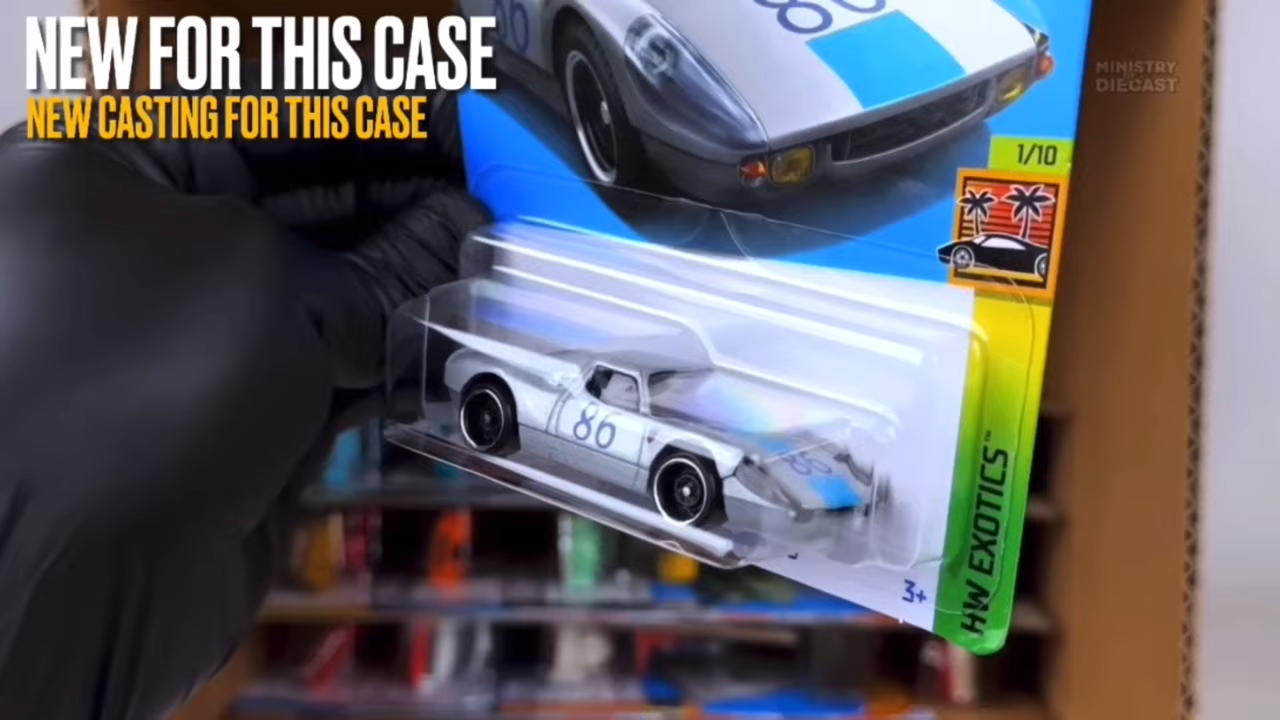 NEW FOR THIS CASE
NEW CASTING FOR THIS CASE
MINISTRY
DIECAST
86
86
1/10
86
86
HW EXOTICS™
3+